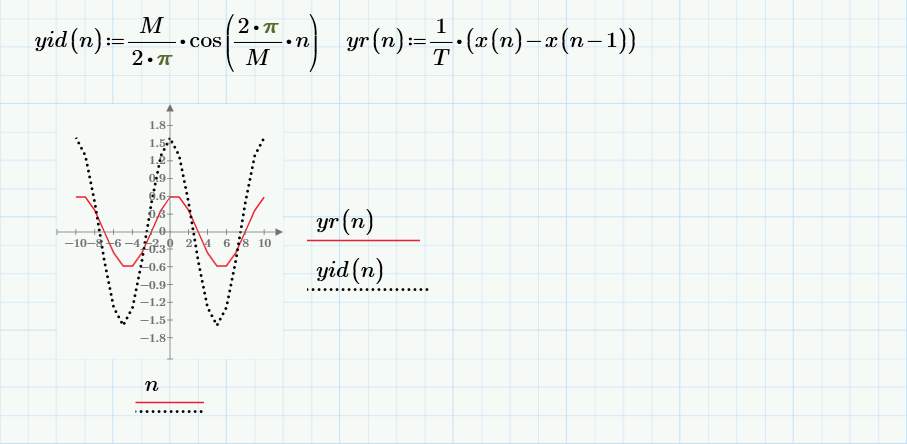 yid(n):=M/(2·π)·cos((2·π)/M·n) yr(n):=1/T·(x(n)−x(n−1))
1.8
1.5
1.2
0.9
0.6
0.3
0
−10 −8 −6 −4 −2 0 2 4 6 8 10
−0.3
−0.6
−0.9
−1.2
−1.5
−1.8
yr(n)
yid(n)
n